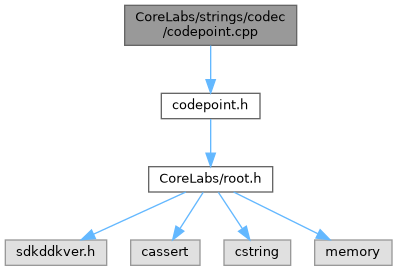 CoreLabs/strings/codec
/codepoint.cpp
codepoint.h
CoreLabs/root.h
sdkddkver.h
cassert
cstring
memory